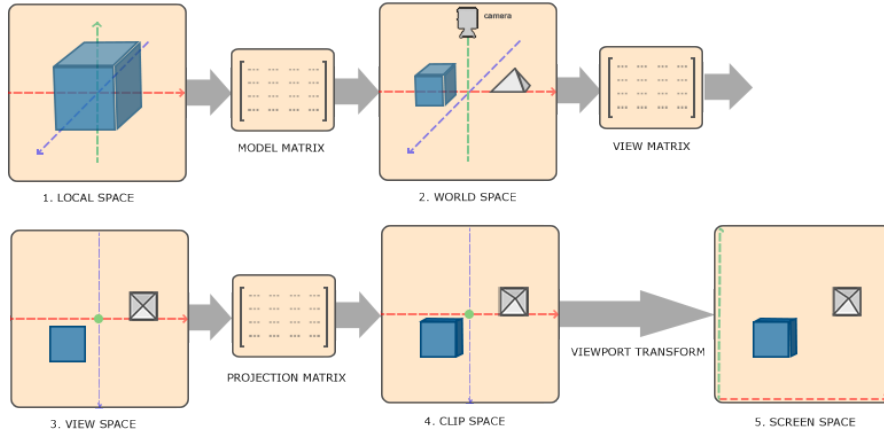 camera
MODEL MATRIX
VIEW MATRIX
1. LOCAL SPACE
2. WORLD SPACE
PROJECTION MATRIX
VIEWPORT TRANSFORM
3. VIEW SPACE
4. CLIP SPACE
5. SCREEN SPACE